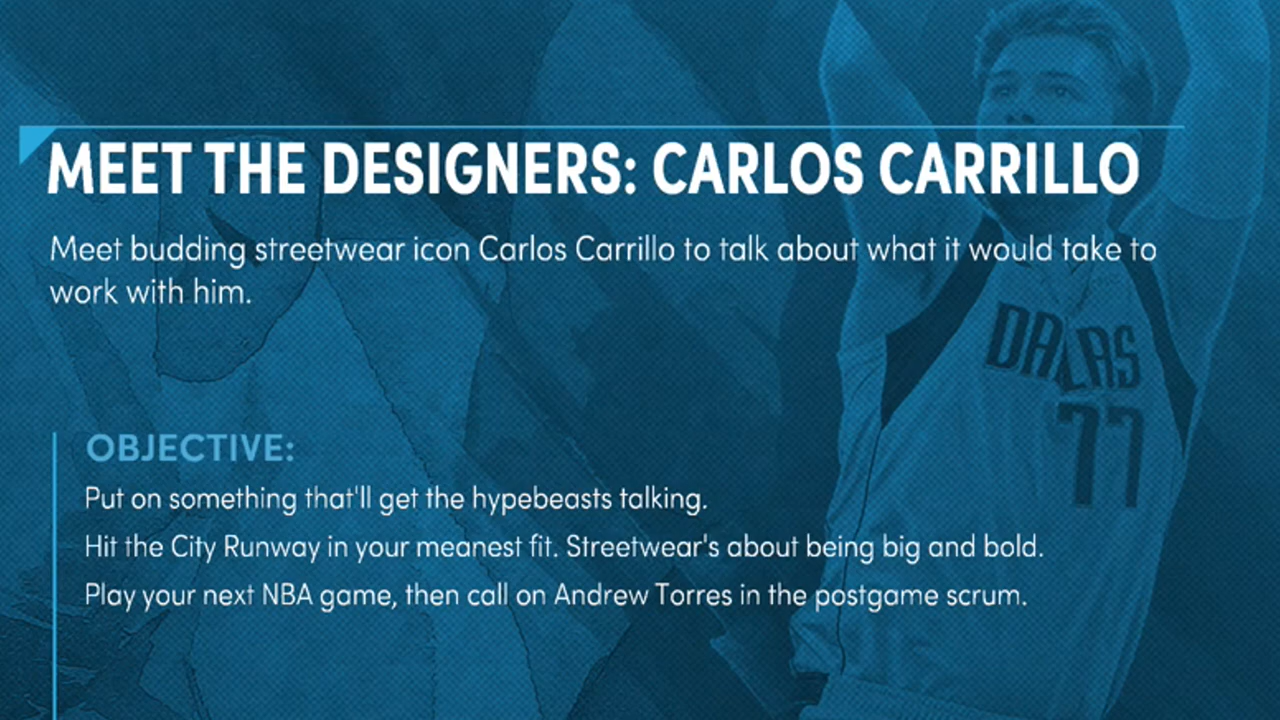 MEET THE DESIGNERS: CARLOS CARRILLO
Meet budding streetwear icon Carlos Carrillo to talk about what it would take to
work with him.
OBJECTIVE:
Put on something that'll get the hypebeasts talking.
Hit the City Runway in your meanest fit. Streetwear's about being big and bold.
Play your next NBA game, then call on Andrew Torres in the postgame scrum.
DALLAS
77